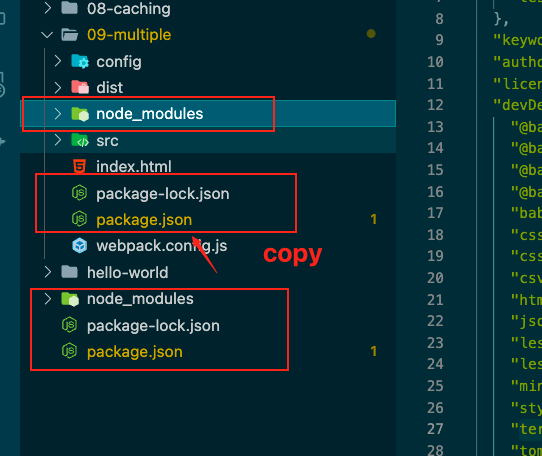 08-caching
09-multiple
config
dist
node_modules
src
index.html
package-lock.json
package.json 1
webpack.config.js
copy
hello-world
node_modules
package-lock.json
package.json 1
8 },
9 "keywo
10 "autho
11 "licen
12 "devDe
13 "@ba
14 "@ba
15 "@ba
16 "@ba
17 "bab
18 "css
19 "css
20 "csv
21 "htm
22 "jso
23 "les
24 "les
25 "min
26 "sty
27 "ter
28 "tom